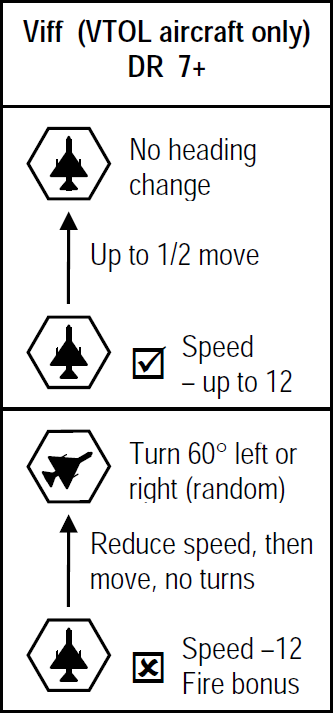 Viff (VTOL aircraft only)
DR 7+
No heading
change
Up to 1/2 move
Speed
– up to 12
Turn 60° left or
right (random)
Reduce speed, then
move, no turns
Speed –12
Fire bonus